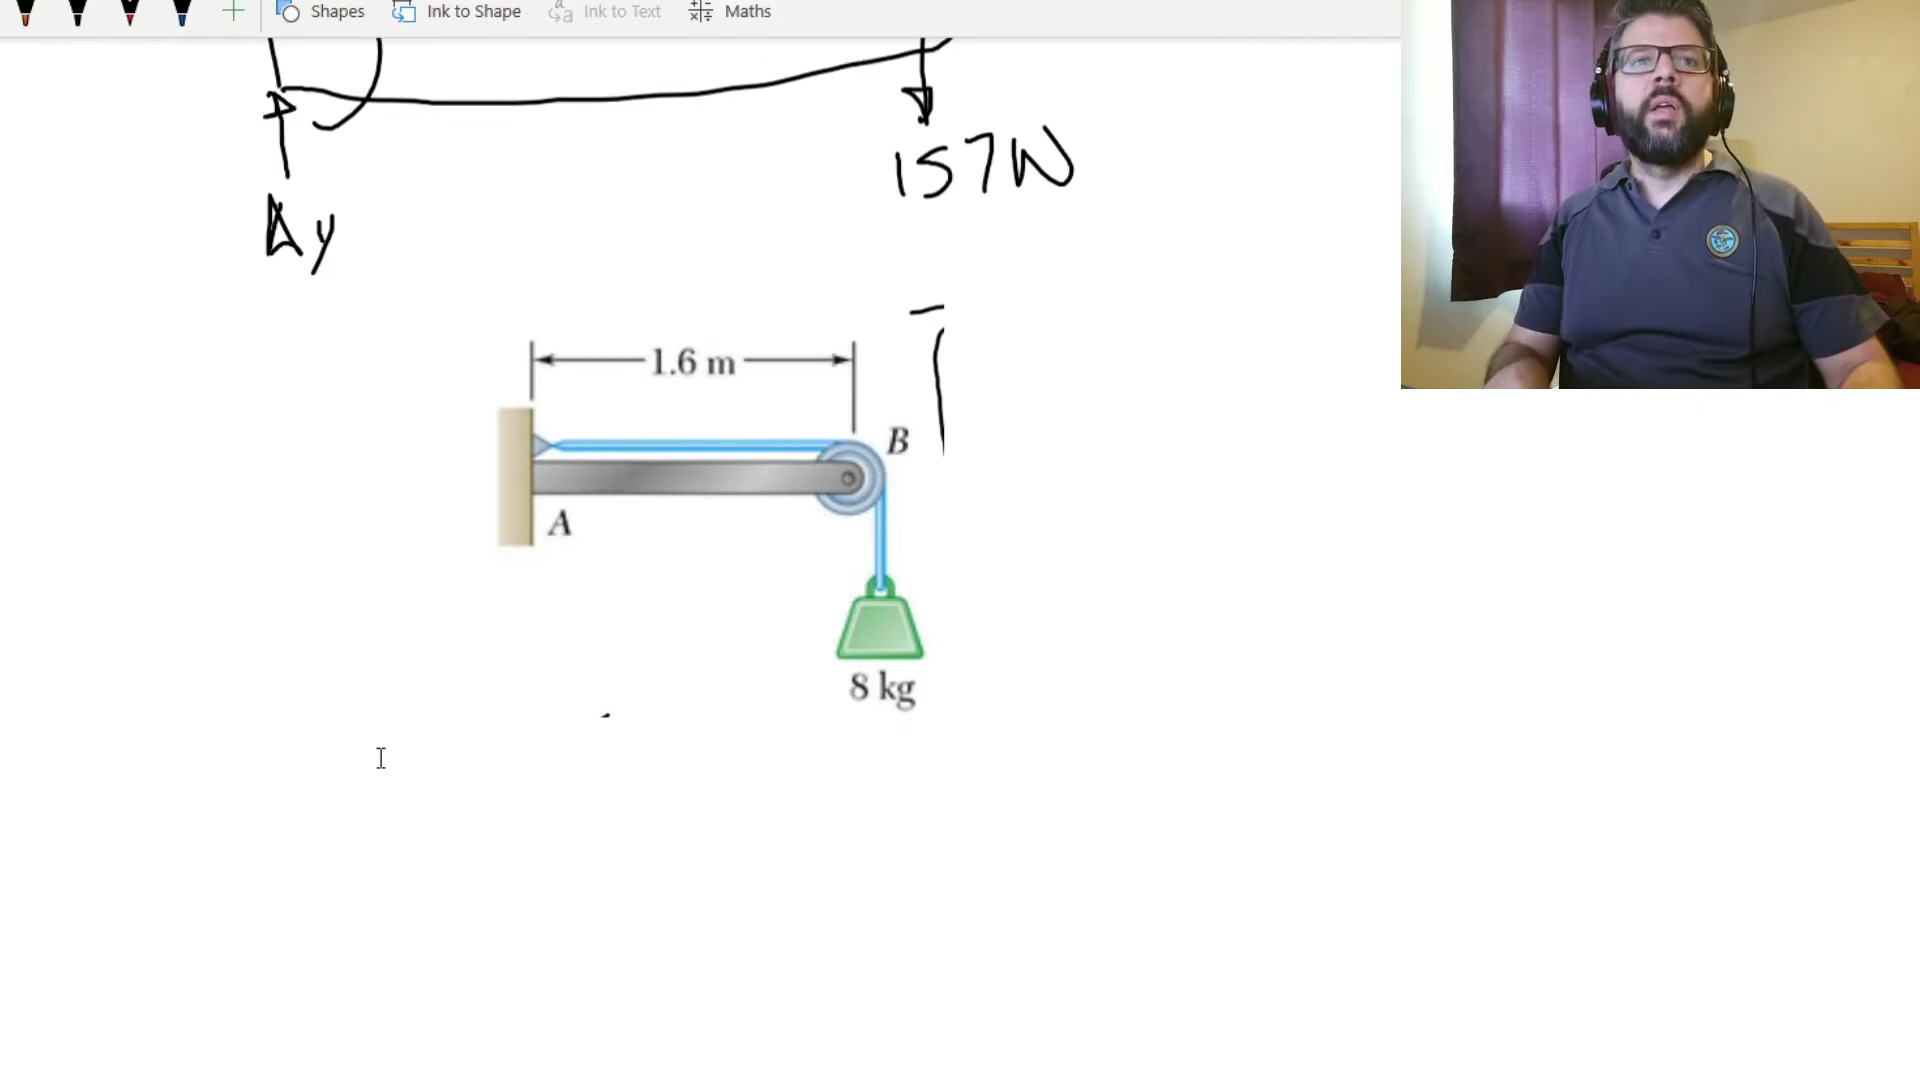 Shapes Ink to Shape Ink to Text Maths
157N
Ay
1.6 m
B
A
8 kg